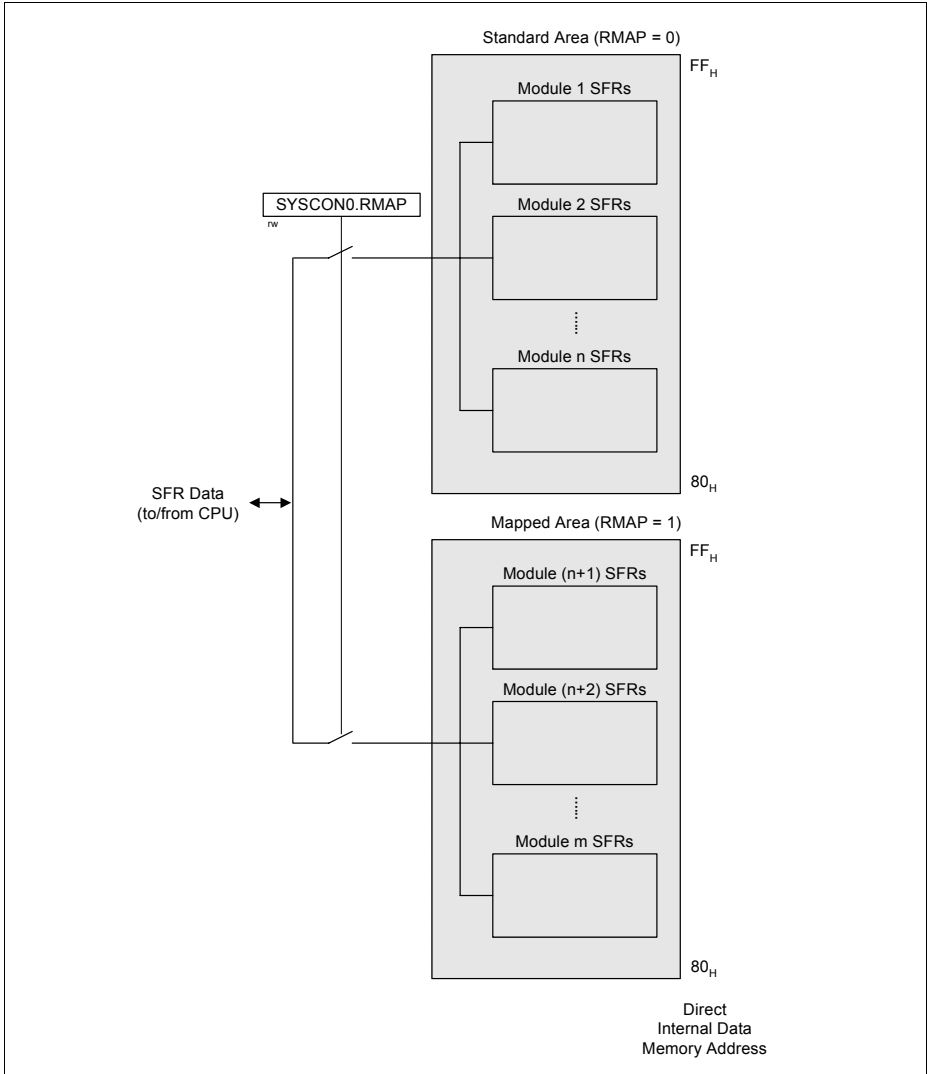 Standard Area (RMAP = 0)
FFH
Module 1 SFRs
SYSCON0.RMAP
rw
Module 2 SFRs
Module n SFRs
80H
SFR Data
(to/from CPU)
Mapped Area (RMAP = 1)
FFH
Module (n+1) SFRs
Module (n+2) SFRs
Module m SFRs
80H
Direct
Internal Data
Memory Address